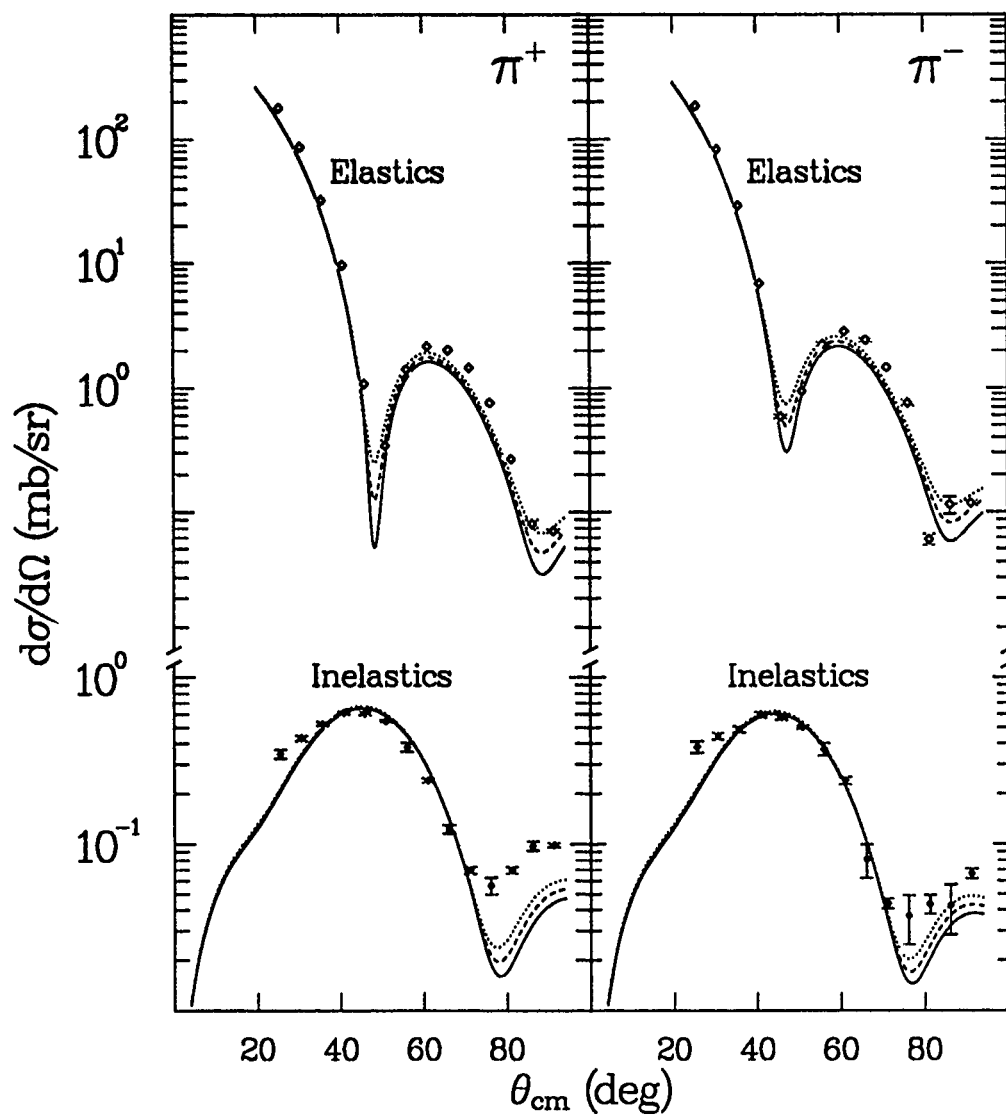 π⁺
π⁻
10²
Elastics
Elastics
10¹
10⁰
dσ/dΩ (mb/sr)
10⁰
Inelastics
Inelastics
10⁻¹
20 40 60 80
20 40 60 80
θcm (deg)